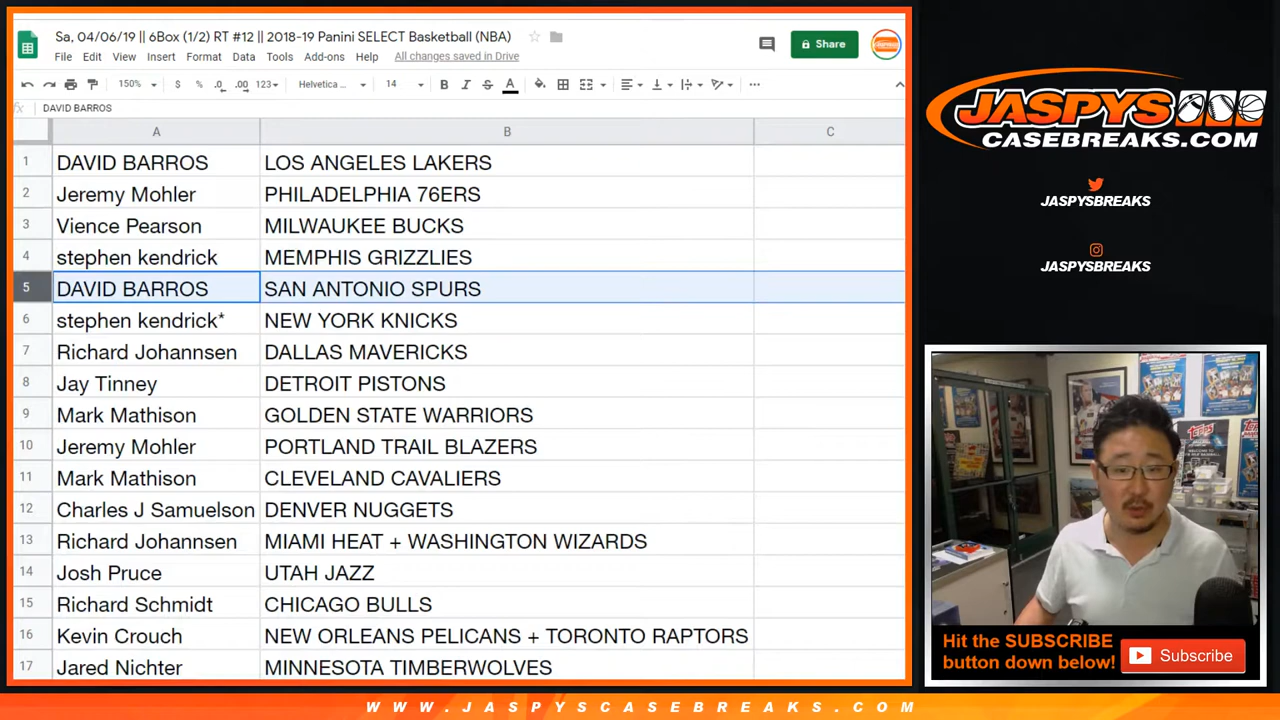 Sa, 04/06/19 || 6Box (1/2) RT #12 || 2018-19 Panini SELECT Basketball (NBA)
File Edit View Insert Format Data Tools Add-ons Help All changes saved in Drive
Share
150% $ % .0 .00 123 Helvetica ... 14 B I S A
fx DAVID BARROS
A B C
1 DAVID BARROS LOS ANGELES LAKERS
2 Jeremy Mohler PHILADELPHIA 76ERS
3 Vience Pearson MILWAUKEE BUCKS
4 stephen kendrick MEMPHIS GRIZZLIES
5 DAVID BARROS SAN ANTONIO SPURS
6 stephen kendrick* NEW YORK KNICKS
7 Richard Johannsen DALLAS MAVERICKS
8 Jay Tinney DETROIT PISTONS
9 Mark Mathison GOLDEN STATE WARRIORS
10 Jeremy Mohler PORTLAND TRAIL BLAZERS
11 Mark Mathison CLEVELAND CAVALIERS
12 Charles J Samuelson DENVER NUGGETS
13 Richard Johannsen MIAMI HEAT + WASHINGTON WIZARDS
14 Josh Pruce UTAH JAZZ
15 Richard Schmidt CHICAGO BULLS
16 Kevin Crouch NEW ORLEANS PELICANS + TORONTO RAPTORS
17 Jared Nichter MINNESOTA TIMBERWOLVES
JASPYS
CASEBREAKS.COM
JASPYSBREAKS
JASPYSBREAKS
TOPPS
Hit the SUBSCRIBE
button down below!
Subscribe
WWW.JASPYSCASEBREAKS.COM